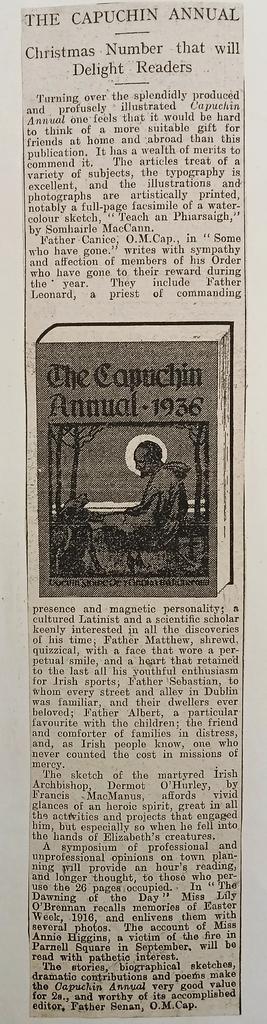 THE CAPUCHIN ANNUAL
Christmas Number that will
Delight Readers
Turning over the splendidly produced
and profusely illustrated Capuchin
Annual one feels that it would be hard
to think of a more suitable gift for
friends at home and abroad than this
publication. It has a wealth of merits to
commend it. The articles treat of a
variety of subjects, the typography is
excellent, and the illustrations and
photographs are artistically printed,
notably a full-page facsimile of a water-
colour sketch, "Teach an Phiarsaigh,"
by Somhairle MacCann.
Father Canice, O.M.Cap., in "Some
who have gone." writes with sympathy
and affection of members of his Order
who have gone to their reward during
the year. They include Father
Leonard, a priest of commanding
The Capuchin
Annual · 1936
presence and magnetic personality; a
cultured Latinist and a scientific scholar
keenly interested in all the discoveries
of his time; Father Matthew, shrewd,
quizzical, with a face that wore a per-
petual smile, and a heart that retained
to the last all his youthful enthusiasm
for Irish sports; Father Sebastian, to
whom every street and alley in Dublin
was familiar, and their dwellers ever
beloved; Father Albert, a particular
favourite with the children; the friend
and comforter of families in distress,
and, as Irish people know, one who
never counted the cost in missions of
mercy.
The sketch of the martyred Irish
Archbishop, Dermot O'Hurley, by
Francis MacManus, affords vivid
glances of an heroic spirit, great in all
the activities and projects that engaged
him, but especially so when he fell into
the hands of Elizabeth's creatures.
A symposium of professional and
unprofessional opinions on town plan-
ning will provide an hour's reading,
and longer thought, to those who per-
use the 26 pages occupied. In "The
Dawning of the Day" Miss Lily
O'Brennan recalls memories of Easter
Week, 1916, and enlivens them with
several photos. The account of Miss
Annie Higgins, a victim of the fire in
Parnell Square in September, will be
read with pathetic interest.
The stories, biographical sketches,
dramatic contributions and poems make
the Capuchin Annual very good value
for 2s., and worthy of its accomplished
editor, Father Senan, O.M.Cap.